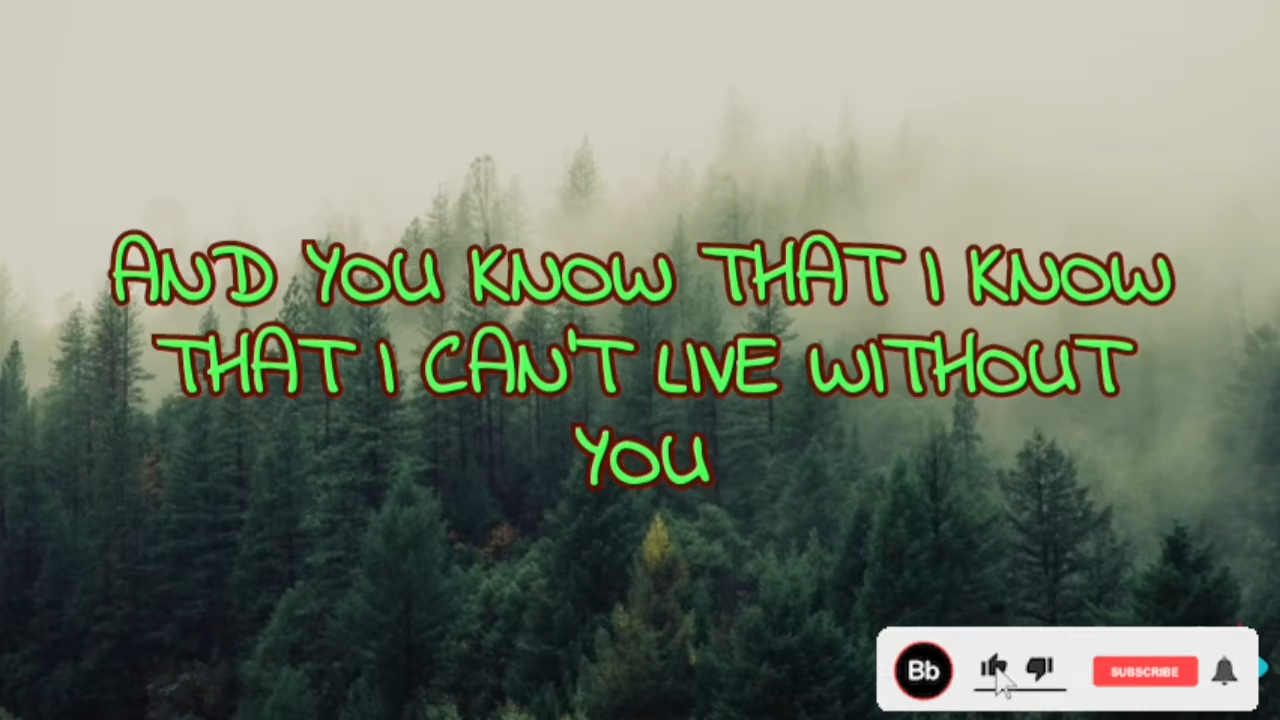 AND YOU KNOW THAT I KNOW
THAT I CAN'T LIVE WITHOUT
YOU
Bb
SUBSCRIBE